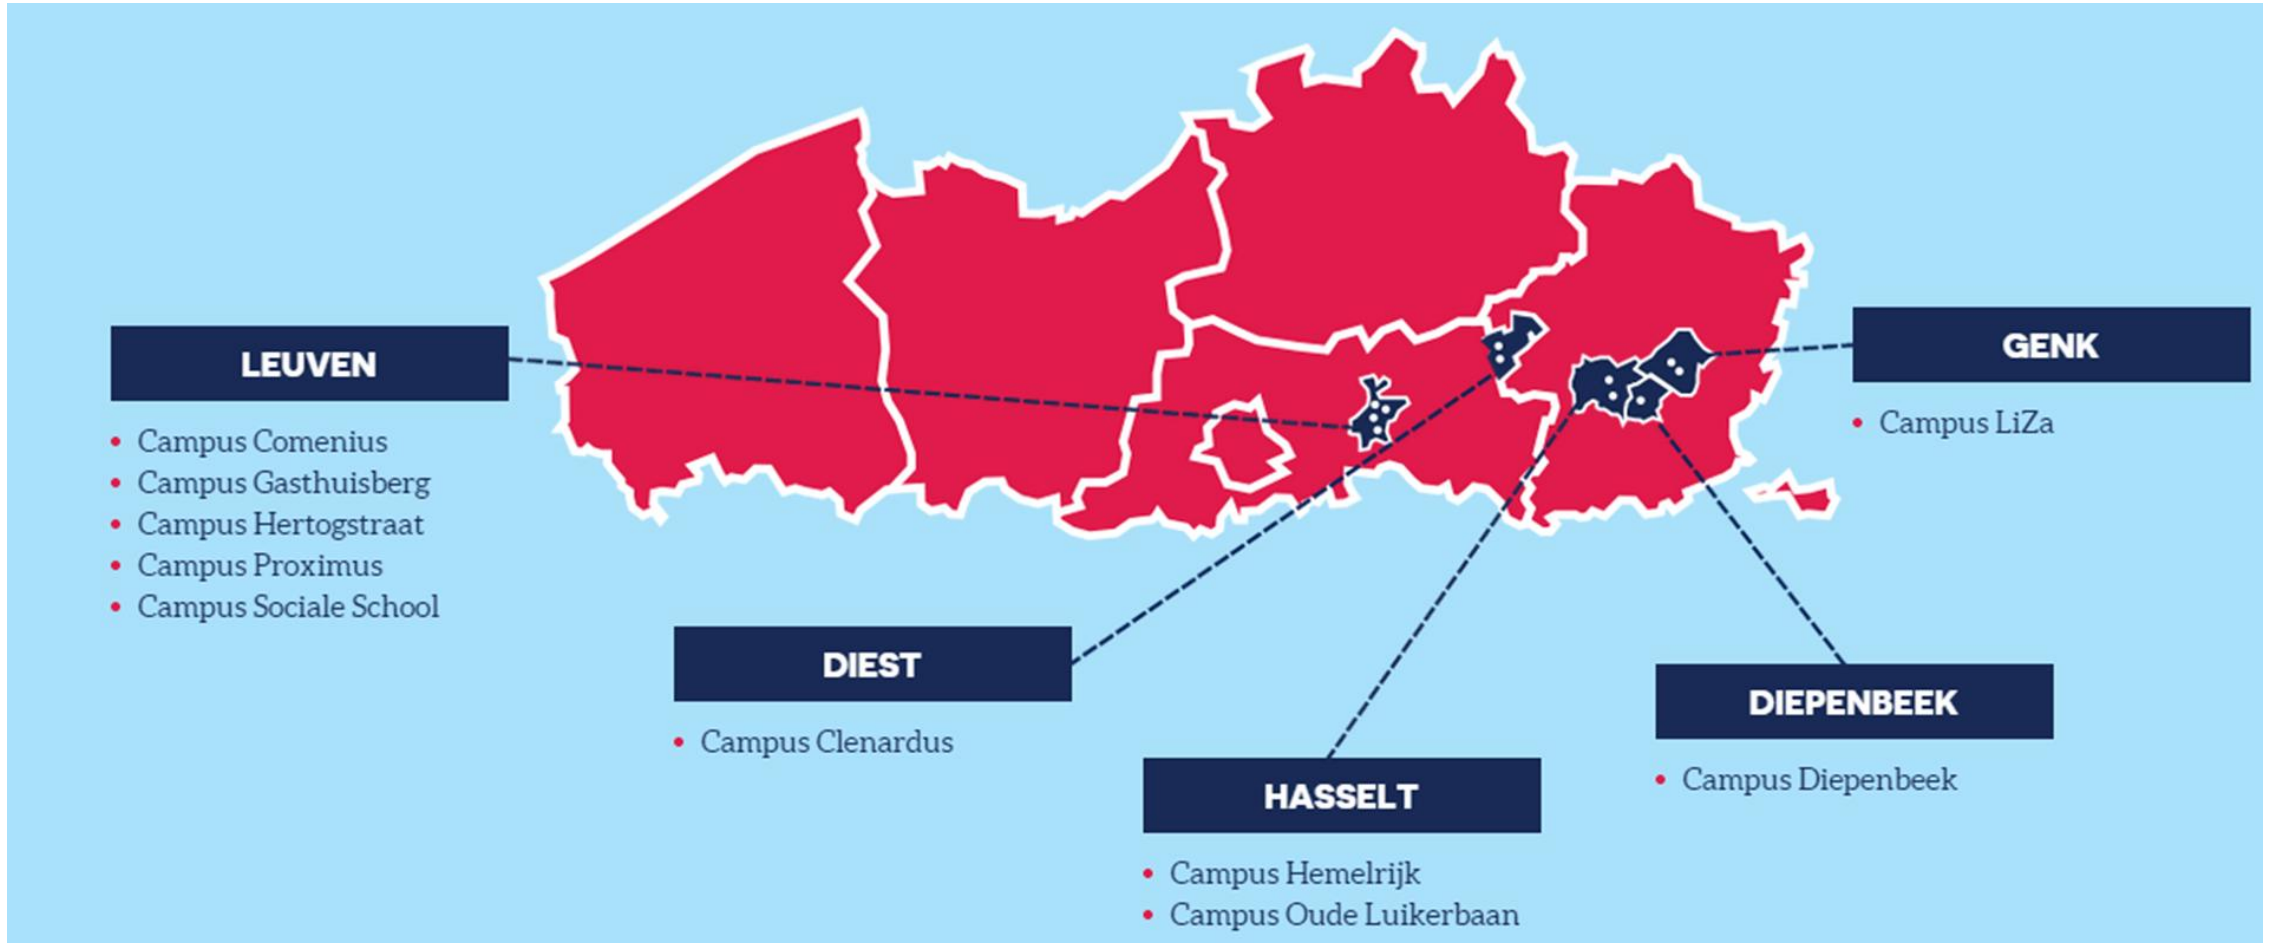 LEUVEN
• Campus Comenius
• Campus Gasthuisberg
• Campus Hertogstraat
• Campus Proximus
• Campus Sociale School
DIEST
• Campus Clenardus
HASSELT
• Campus Hemelrijk
• Campus Oude Luikerbaan
DIEPENBEEK
• Campus Diepenbeek
GENK
• Campus LiZa